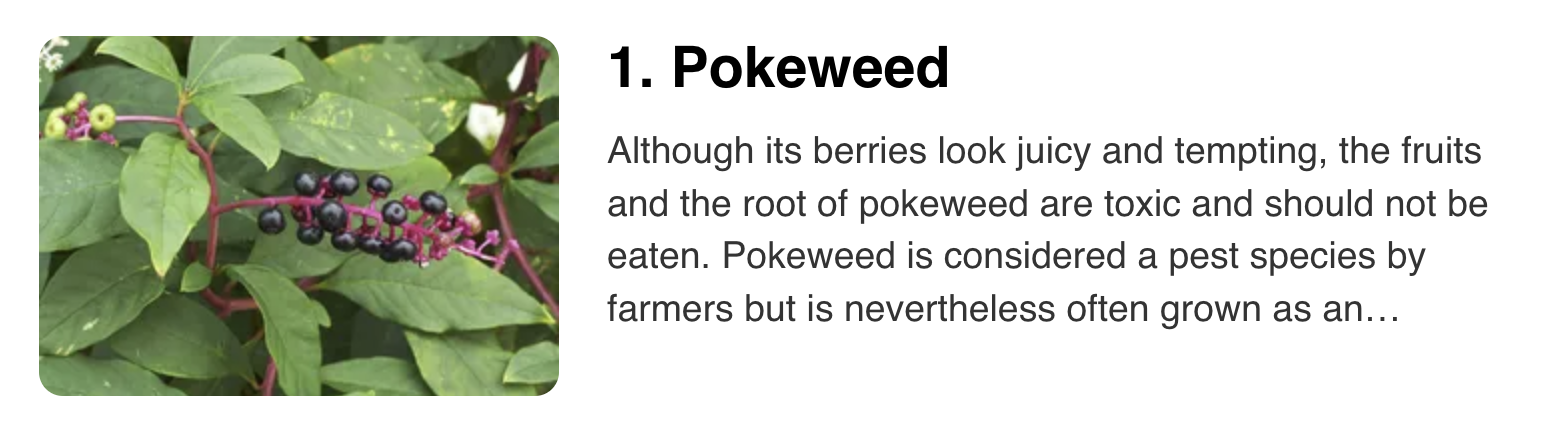 1. Pokeweed
Although its berries look juicy and tempting, the fruits
and the root of pokeweed are toxic and should not be
eaten. Pokeweed is considered a pest species by
farmers but is nevertheless often grown as an…